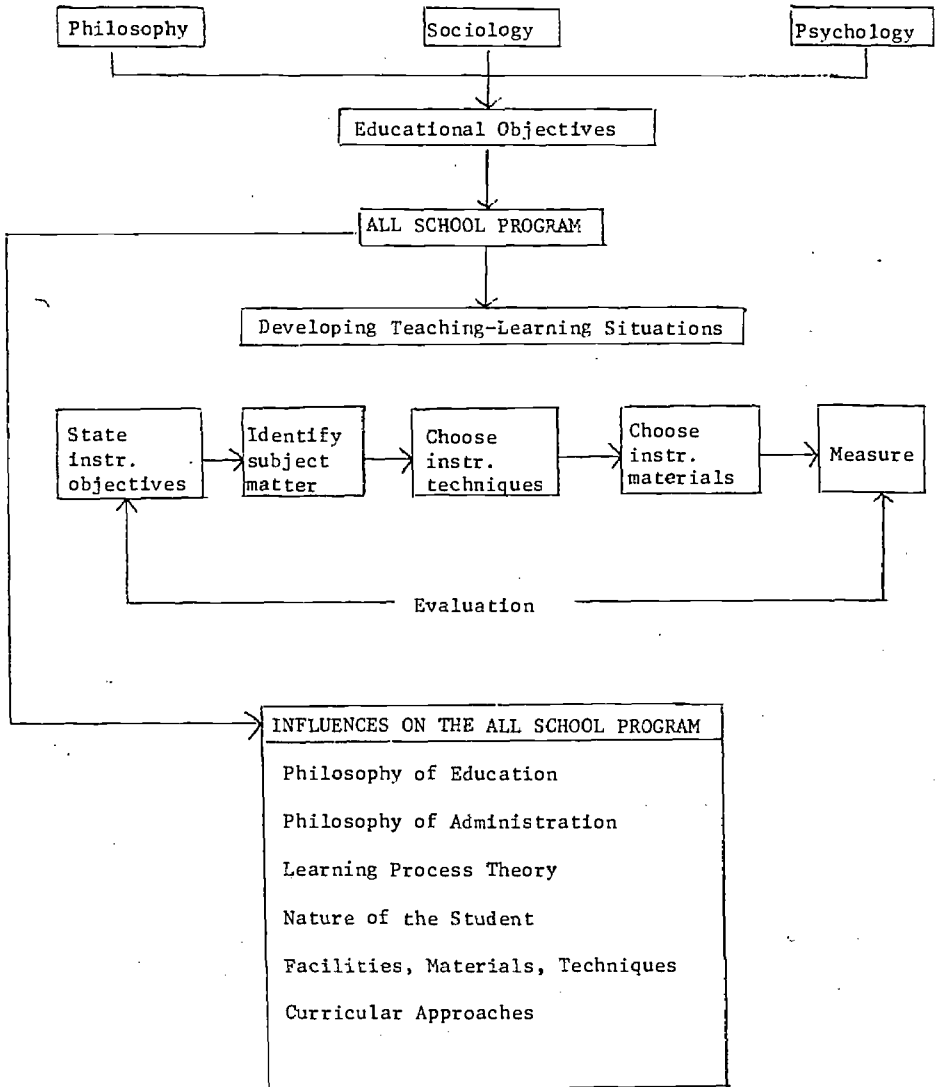 Philosophy
Sociology
Psychology
Educational Objectives
ALL SCHOOL PROGRAM
Developing Teaching-Learning Situations
State
instr.
objectives
Identify
subject
matter
Choose
instr.
techniques
Choose
instr.
materials
Measure
Evaluation
INFLUENCES ON THE ALL SCHOOL PROGRAM
Philosophy of Education
Philosophy of Administration
Learning Process Theory
Nature of the Student
Facilities, Materials, Techniques
Curricular Approaches